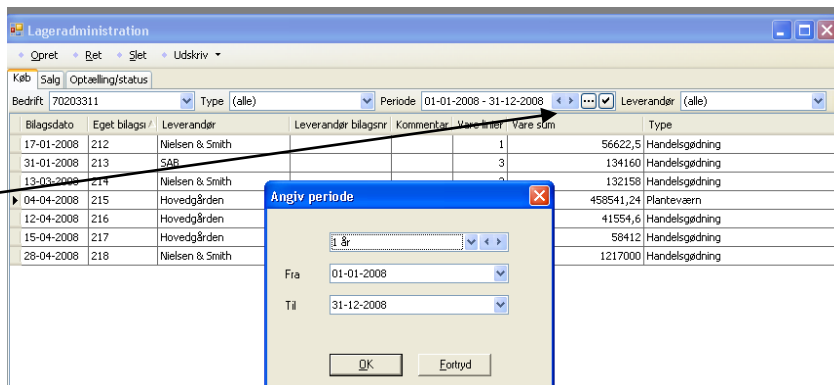 Lageradministration
Opret Ret Slet Udskriv
Køb Salg Optælling/status
Bedrift 70203311 Type (alle) Periode 01-01-2008 - 31-12-2008 Leverandør (alle)
Bilagsdato Eget bilagsı Leverandør Leverandør bilagsnr Kommentar Vare linier Vare sum Type
17-01-2008 212 Nielsen & Smith 1 56622,5 Handelsgødning
31-01-2008 213 SAB 3 134160 Handelsgødning
13-03-2008 214 Nielsen & Smith 132158 Handelsgødning
04-04-2008 215 Hovedgården 458541,24 Planteværn
12-04-2008 216 Hovedgården 41554,6 Handelsgødning
15-04-2008 217 Hovedgården 58412 Handelsgødning
28-04-2008 218 Nielsen & Smith 1217000 Handelsgødning
Angiv periode
1 år
Fra 01-01-2008
Til 31-12-2008
OK Fortryd